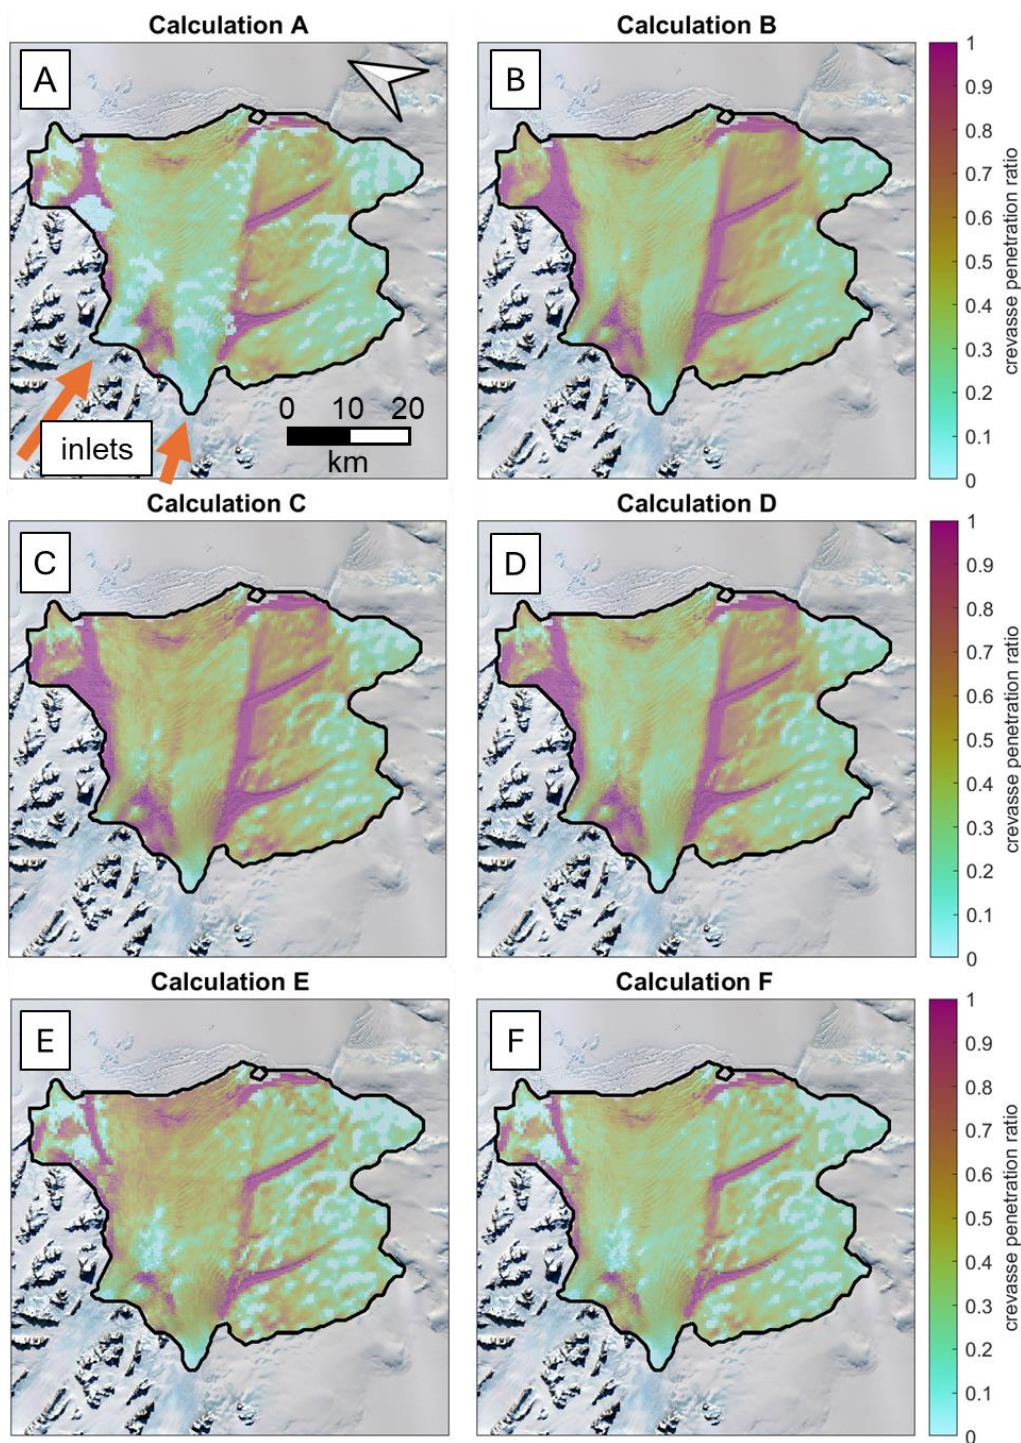 Calculation A
Calculation B
A
B
inlets
0 10 20
km
1
0.9
0.8
0.7
0.6
0.5
0.4
0.3
0.2
0.1
0
crevasse penetration ratio
Calculation C
Calculation D
C
D
1
0.9
0.8
0.7
0.6
0.5
0.4
0.3
0.2
0.1
0
crevasse penetration ratio
Calculation E
Calculation F
E
F
1
0.9
0.8
0.7
0.6
0.5
0.4
0.3
0.2
0.1
0
crevasse penetration ratio